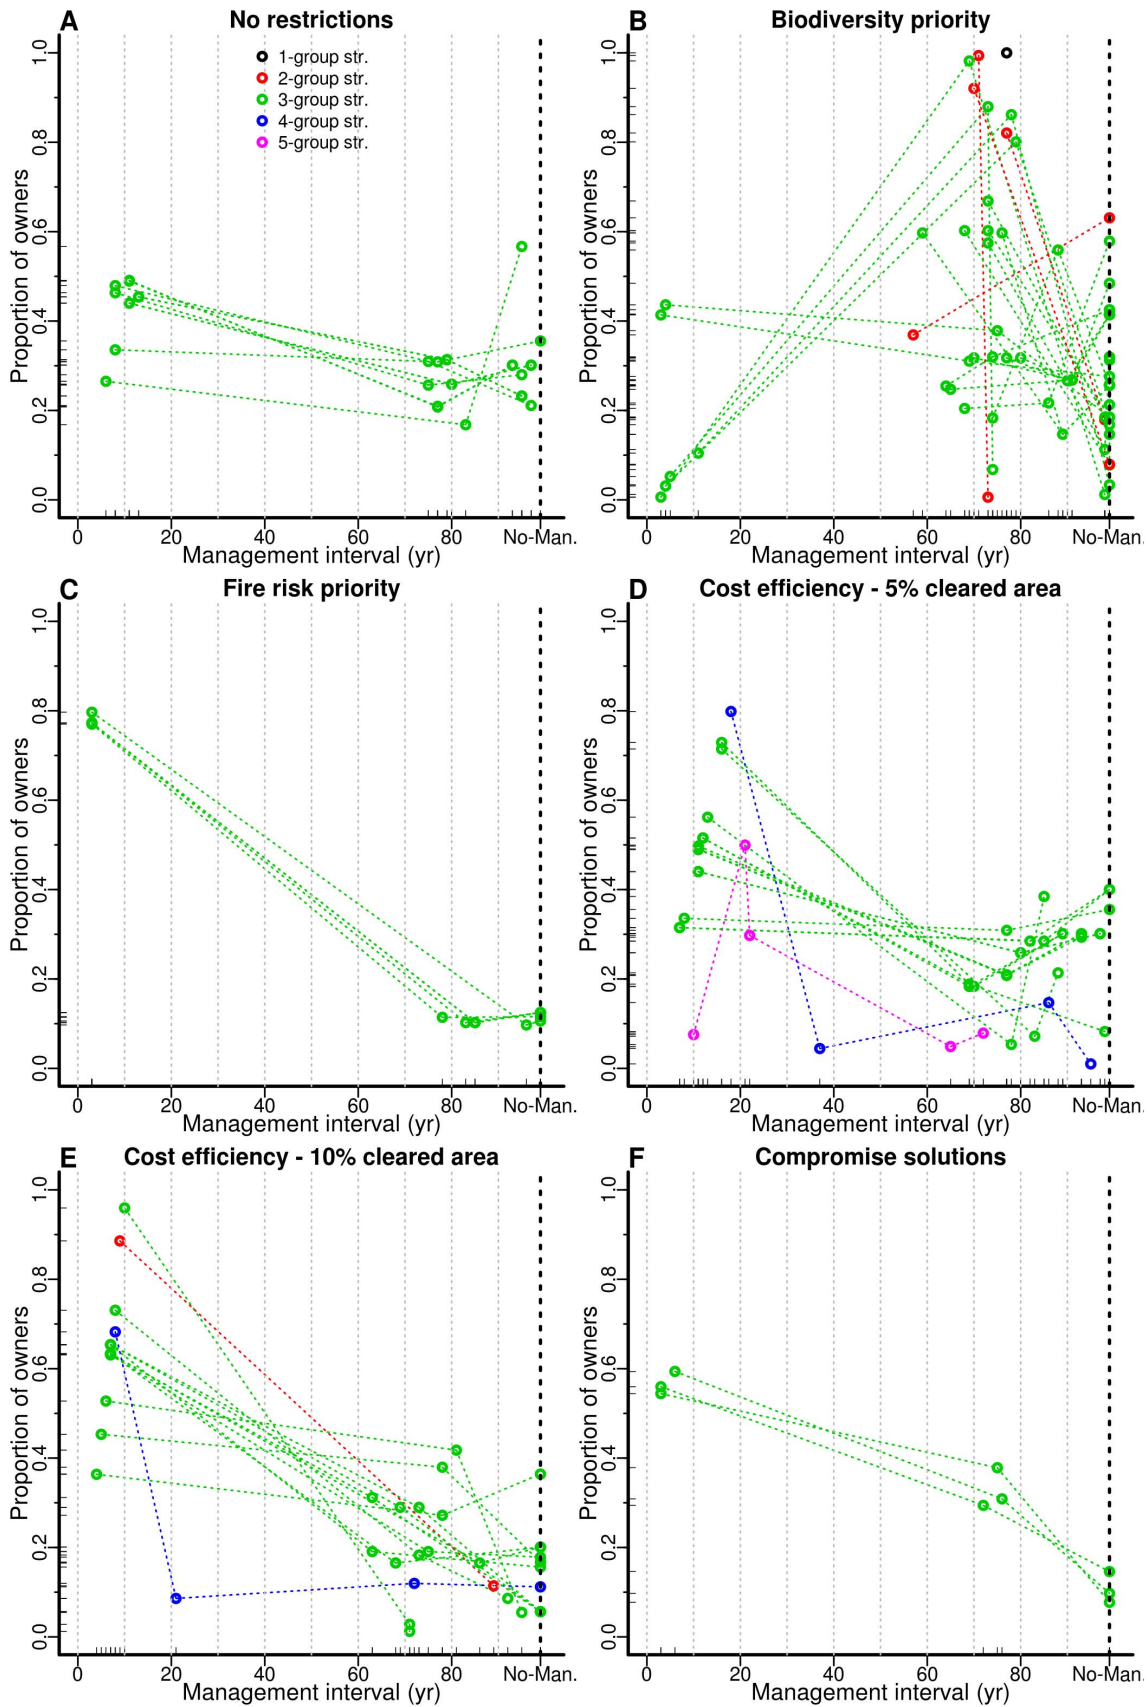 A No restrictions
1-group str.
2-group str.
3-group str.
4-group str.
5-group str.
Proportion of owners
0.0 0.2 0.4 0.6 0.8 1.0
0 20 40 60 80 No-Man.
Management interval (yr)
B Biodiversity priority
Proportion of owners
0.0 0.2 0.4 0.6 0.8 1.0
0 20 40 60 80 No-Man.
Management interval (yr)
C Fire risk priority
Proportion of owners
0.0 0.2 0.4 0.6 0.8 1.0
0 20 40 60 80 No-Man.
Management interval (yr)
D Cost efficiency - 5% cleared area
Proportion of owners
0.0 0.2 0.4 0.6 0.8 1.0
0 20 40 60 80 No-Man.
Management interval (yr)
E Cost efficiency - 10% cleared area
Proportion of owners
0.0 0.2 0.4 0.6 0.8 1.0
0 20 40 60 80 No-Man.
Management interval (yr)
F Compromise solutions
Proportion of owners
0.0 0.2 0.4 0.6 0.8 1.0
0 20 40 60 80 No-Man.
Management interval (yr)